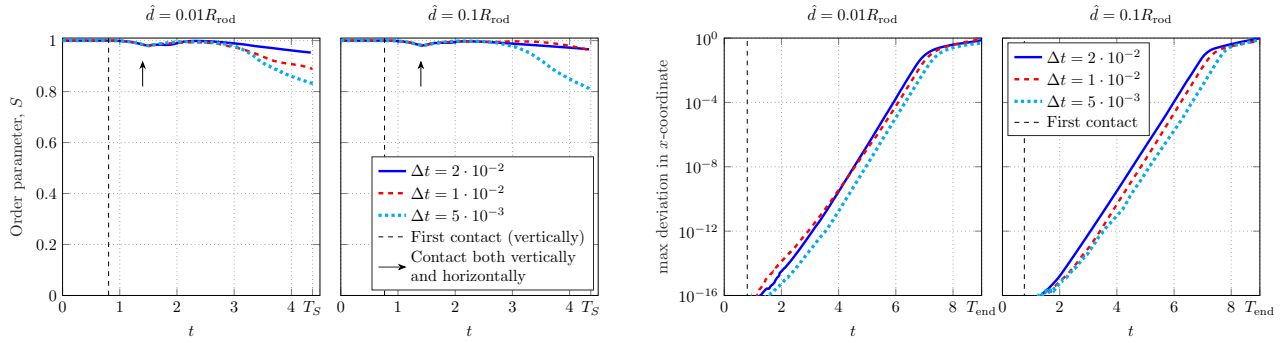 d̂ = 0.01R_rod
d̂ = 0.1R_rod
Order parameter, S
1
0.8
0.6
0.4
0.2
0
0
1
2
3
4
T_S
t
0
1
2
3
4
T_S
t
Δt = 2 · 10^−2
Δt = 1 · 10^−2
Δt = 5 · 10^−3
First contact (vertically)
Contact both vertically
and horizontally
d̂ = 0.01R_rod
d̂ = 0.1R_rod
max deviation in x-coordinate
10^0
10^−4
10^−8
10^−12
10^−16
0
2
4
6
8
T_end
t
0
2
4
6
8
T_end
t
Δt = 2 · 10^−2
Δt = 1 · 10^−2
Δt = 5 · 10^−3
First contact